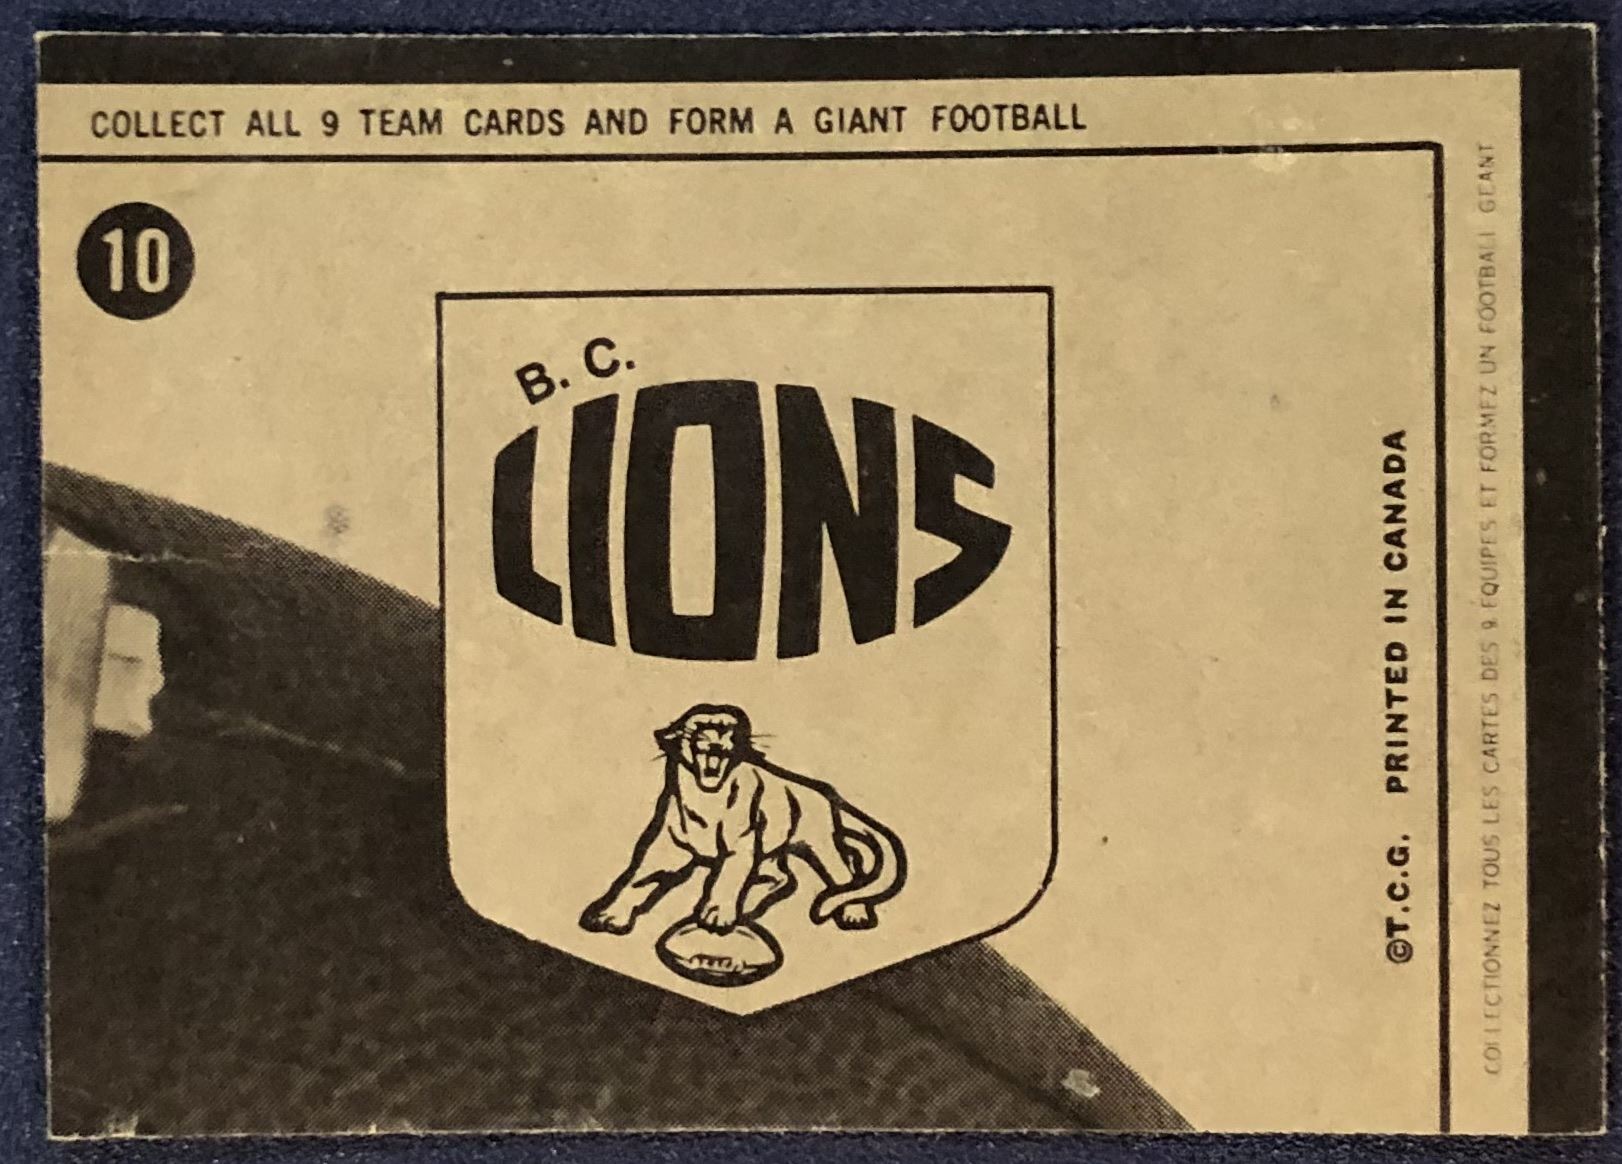 COLLECT ALL 9 TEAM CARDS AND FORM A GIANT FOOTBALL
10
B. C.
LIONS
©T.C.G. PRINTED IN CANADA
COLLECTIONNEZ TOUS LES CARTES DES 9 EQUIPES ET FORMEZ UN FOOTBALL GEANT